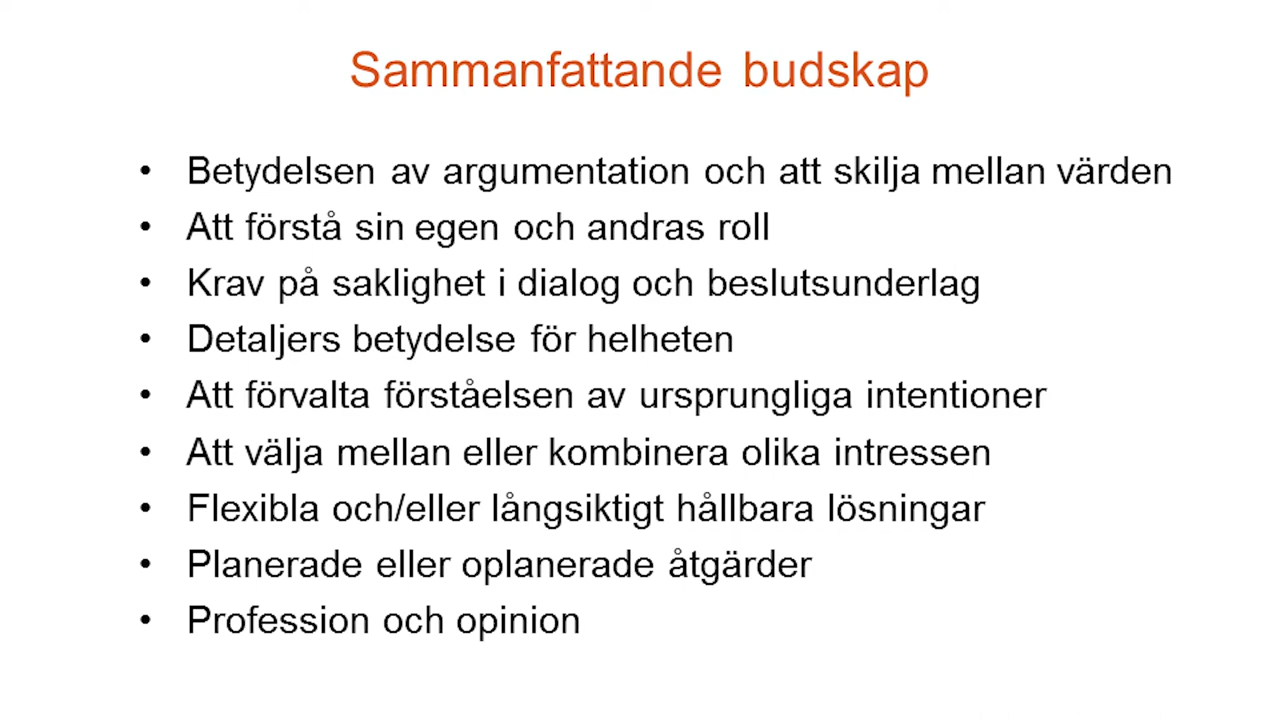 Sammanfattande budskap
• Betydelsen av argumentation och att skilja mellan värden
• Att förstå sin egen och andras roll
• Krav på saklighet i dialog och beslutsunderlag
• Detaljers betydelse för helheten
• Att förvalta förståelsen av ursprungliga intentioner
• Att välja mellan eller kombinera olika intressen
• Flexibla och/eller långsiktigt hållbara lösningar
• Planerade eller oplanerade åtgärder
• Profession och opinion